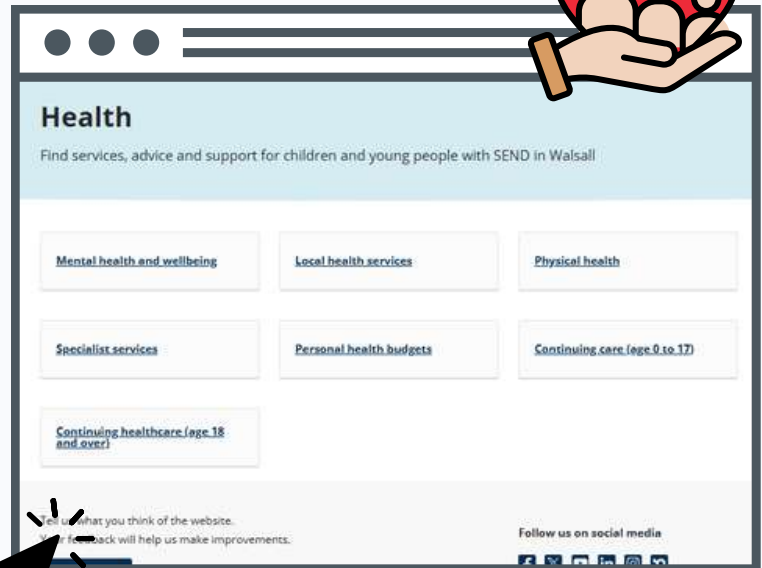 Health
Find services, advice and support for children and young people with SEND in Walsall
Mental health and wellbeing
Local health services
Physical health
Specialist services
Personal health budgets
Continuing care (age 0 to 17)
Continuing healthcare (age 18
and over)
Tell us what you think of the website.
Your feedback will help us make improvements.
Follow us on social media